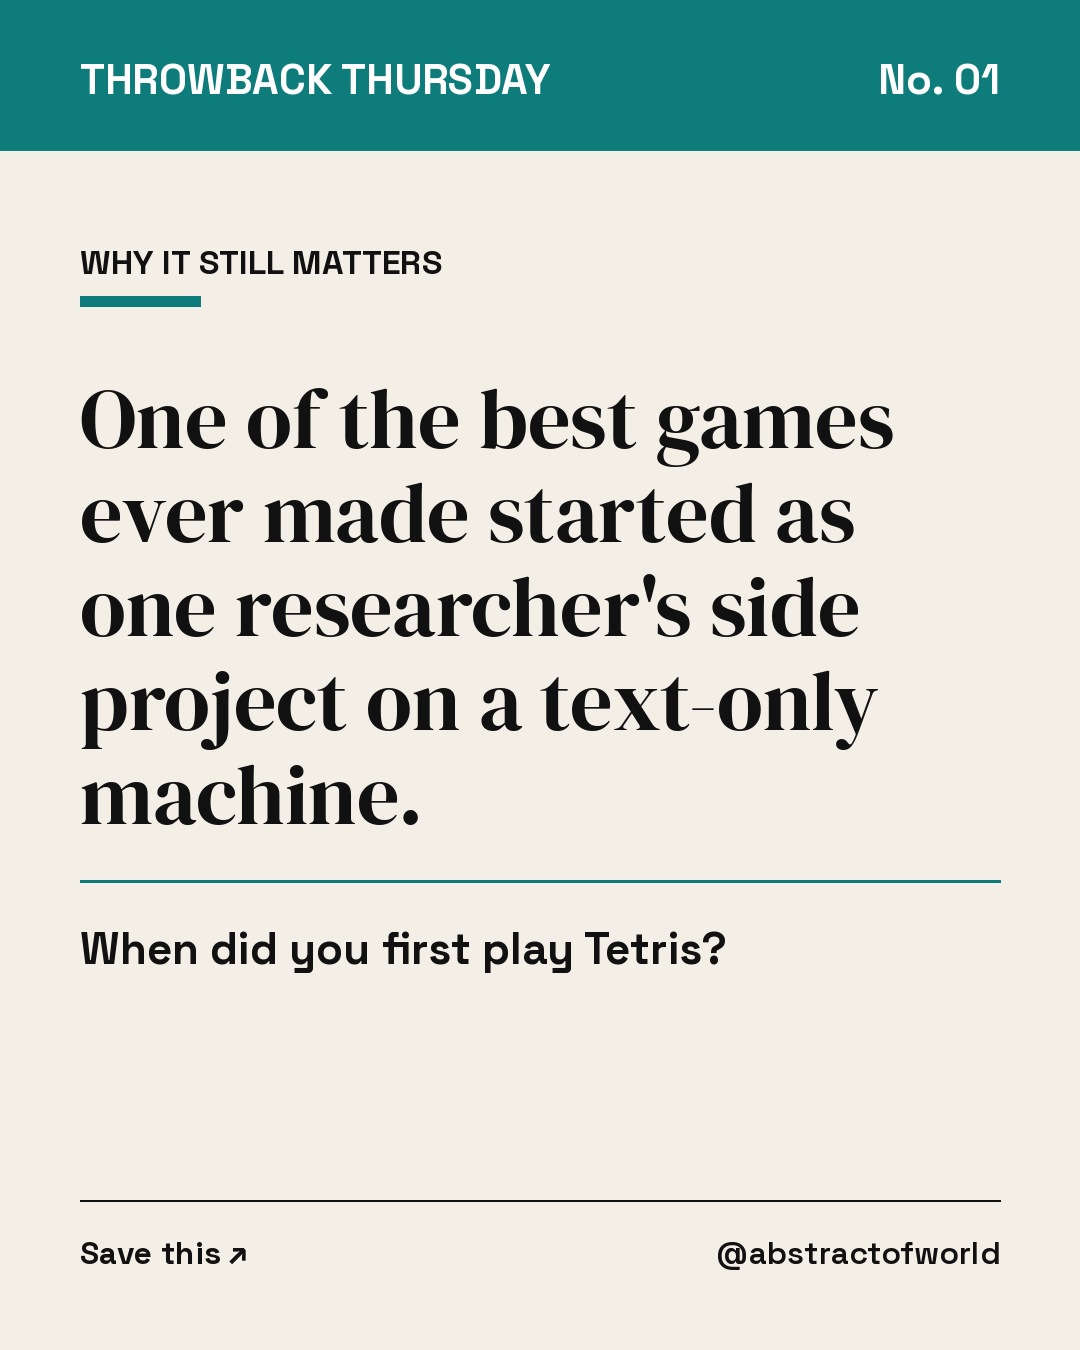 THROWBACK THURSDAY No. 01
WHY IT STILL MATTERS
One of the best games
ever made started as
one researcher's side
project on a text-only
machine.
When did you first play Tetris?
Save this ↗ @abstractofworld